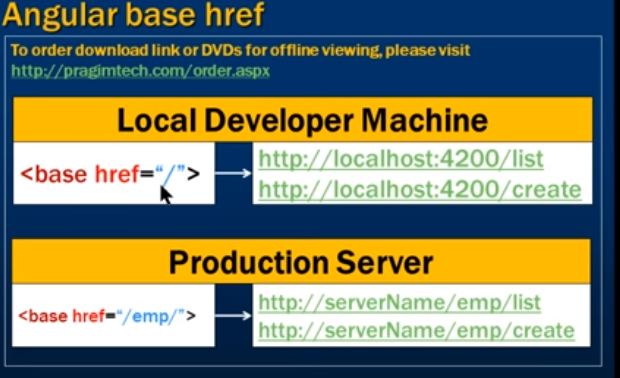 Angular base href
To order download link or DVDs for offline viewing, please visit
http://pragimtech.com/order.aspx
Local Developer Machine
<base href=“/”>
http://localhost:4200/list
http://localhost:4200/create
Production Server
<base href=“/emp/”>
http://serverName/emp/list
http://serverName/emp/create